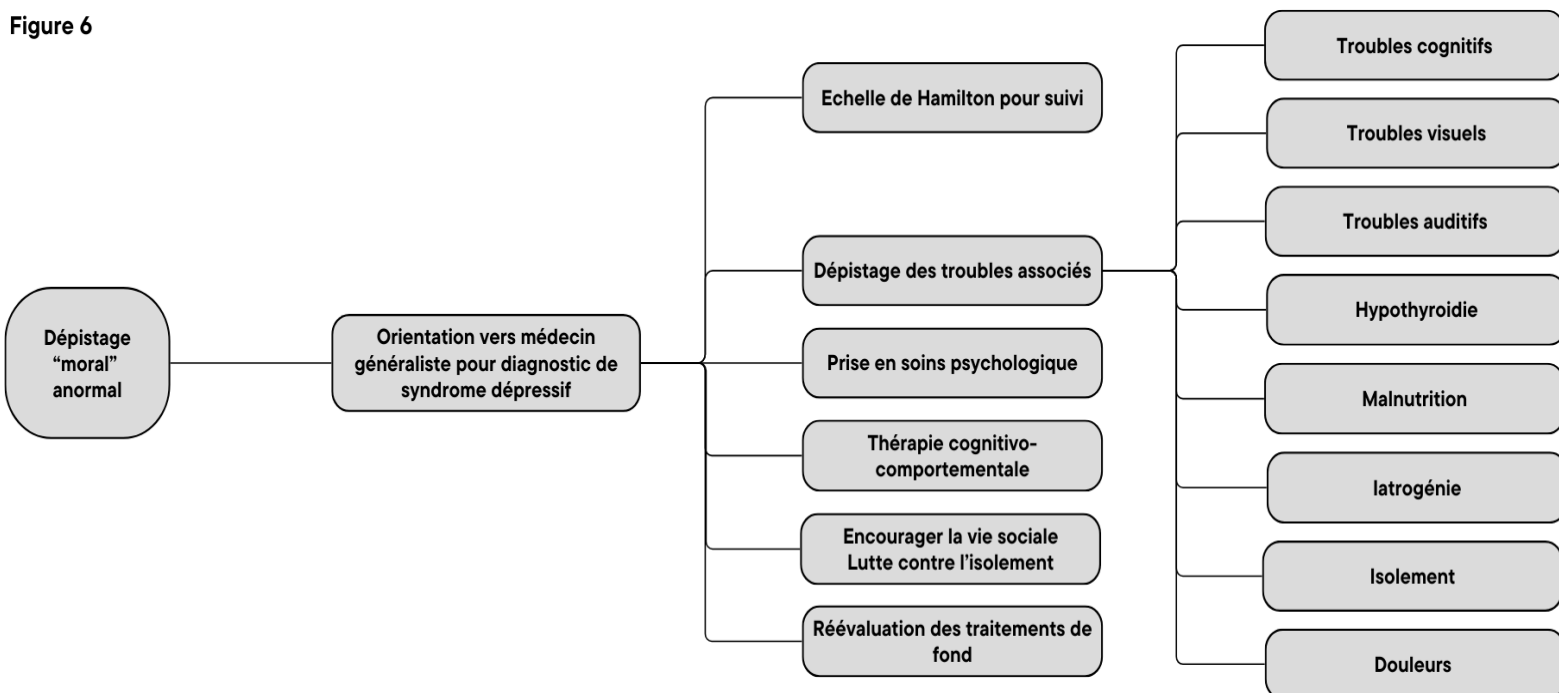 Figure 6
Dépistage
“moral”
anormal
Orientation vers médecin
généraliste pour diagnostic de
syndrome dépressif
Echelle de Hamilton pour suivi
Dépistage des troubles associés
Prise en soins psychologique
Thérapie cognitivo-
comportementale
Encourager la vie sociale
Lutte contre l'isolement
Réévaluation des traitements de
fond
Troubles cognitifs
Troubles visuels
Troubles auditifs
Hypothyroidie
Malnutrition
Iatrogénie
Isolement
Douleurs